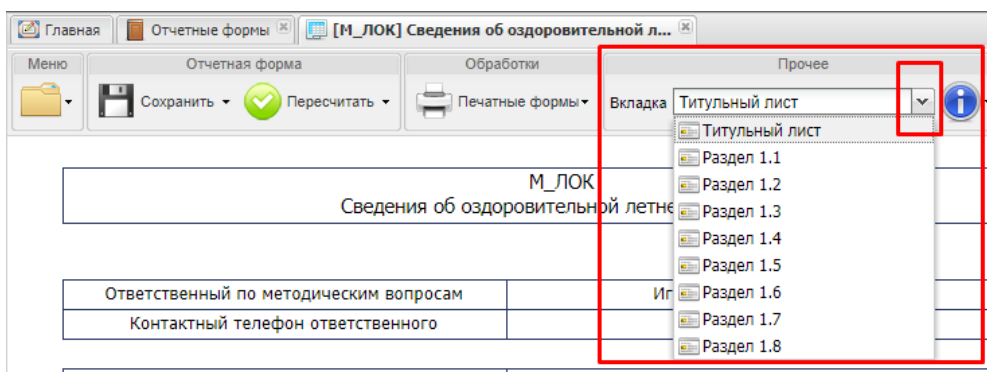 Главная Отчетные формы [М_ЛОК] Сведения об оздоровительной л...
Меню Отчетная форма Обработки Прочее
Сохранить Пересчитать Печатные формы Вкладка Титульный лист
Титульный лист
Раздел 1.1
Раздел 1.2
Раздел 1.3
Раздел 1.4
Раздел 1.5
Раздел 1.6
Раздел 1.7
Раздел 1.8
М_ЛОК
Сведения об оздоровительной летне
Ответственный по методическим вопросам Иг
Контактный телефон ответственного